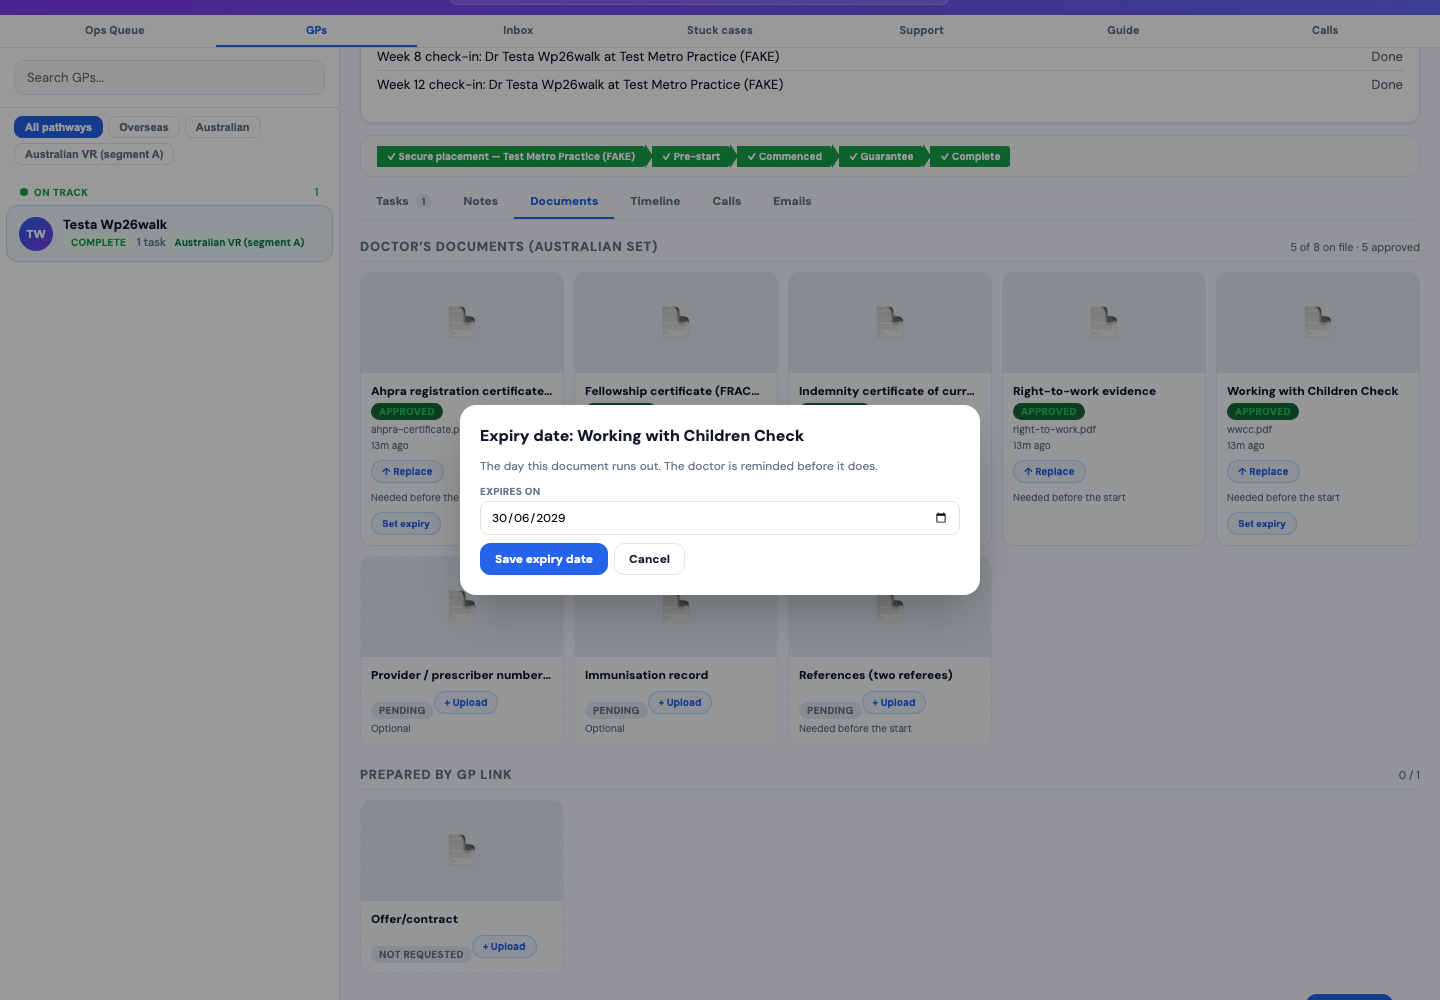 Ops Queue
GPs
Inbox
Stuck cases
Support
Guide
Calls
Search GPs...
All pathways
Overseas
Australian
Australian VR (segment A)
ON TRACK
1
TW
Testa Wp26walk
COMPLETE
1 task
Australian VR (segment A)
Week 8 check-in: Dr Testa Wp26walk at Test Metro Practice (FAKE)
Done
Week 12 check-in: Dr Testa Wp26walk at Test Metro Practice (FAKE)
Done
✓ Secure placement — Test Metro Practice (FAKE)
✓ Pre-start
✓ Commenced
✓ Guarantee
✓ Complete
Tasks 1
Notes
Documents
Timeline
Calls
Emails
DOCTOR’S DOCUMENTS (AUSTRALIAN SET)
5 of 8 on file · 5 approved
Ahpra registration certificate...
ahpra-certificate.p
13m ago
↑ Replace
Needed before the
Set expiry
Fellowship certificate (FRAC...
Indemnity certificate of curr...
Right-to-work evidence
APPROVED
right-to-work.pdf
13m ago
↑ Replace
Needed before the start
Working with Children Check
APPROVED
wwcc.pdf
13m ago
↑ Replace
Needed before the start
Set expiry
APPROVED
Expiry date: Working with Children Check
The day this document runs out. The doctor is reminded before it does.
EXPIRES ON
30/06/2029
Save expiry date
Cancel
Provider / prescriber number...
PENDING
+ Upload
Optional
Immunisation record
PENDING
+ Upload
Optional
References (two referees)
PENDING
+ Upload
Needed before the start
PREPARED BY GP LINK
0 / 1
Offer/contract
NOT REQUESTED
+ Upload